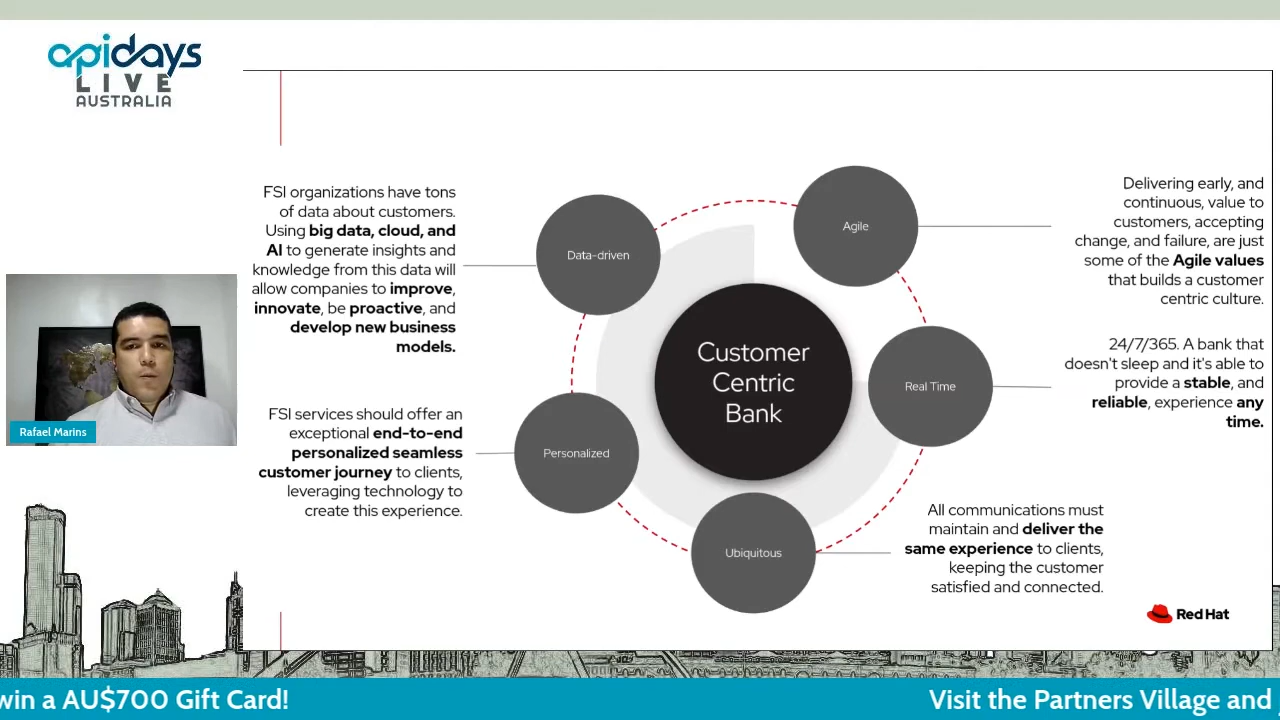 apidays
LIVE
AUSTRALIA
FSI organizations have tons
of data about customers.
Using big data, cloud, and
AI to generate insights and
knowledge from this data will
allow companies to improve,
innovate, be proactive, and
develop new business
models.
Data-driven
Agile
Delivering early, and
continuous, value to
customers, accepting
change, and failure, are just
some of the Agile values
that builds a customer
centric culture.
Customer
Centric
Bank
Real Time
24/7/365. A bank that
doesn't sleep and it's able to
provide a stable, and
reliable, experience any
time.
Rafael Marins
FSI services should offer an
exceptional end-to-end
personalized seamless
customer journey to clients,
leveraging technology to
create this experience.
Personalized
Ubiquitous
All communications must
maintain and deliver the
same experience to clients,
keeping the customer
satisfied and connected.
Red Hat
win a AU$700 Gift Card!
Visit the Partners Village and